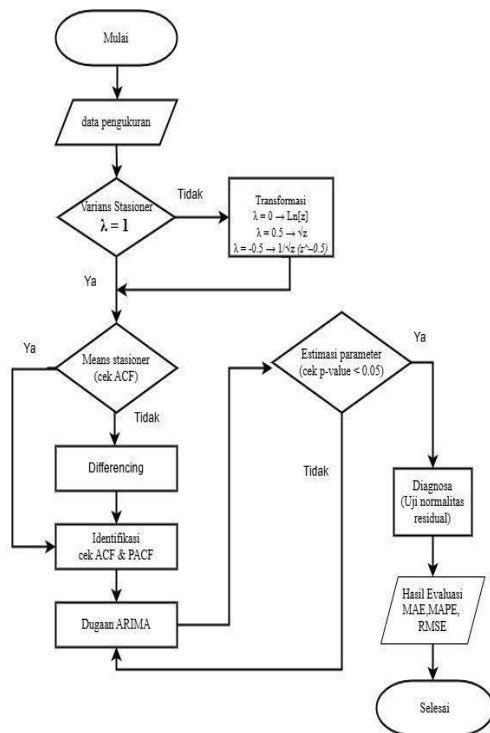 Mulai
data pengukuran
Varians Stasioner
λ = 1
Tidak
Transformasi
λ = 0 → Ln[z]
λ = 0.5 → √z
λ = -0.5 → 1/√z (z^–0.5)
Ya
Means stasioner
(cek ACF)
Ya
Tidak
Differencing
Identifikasi
cek ACF & PACF
Dugaan ARIMA
Estimasi parameter
(cek p-value < 0.05)
Ya
Tidak
Diagnosa
(Uji normalitas
residual)
Hasil Evaluasi
MAE,MAPE,
RMSE
Selesai